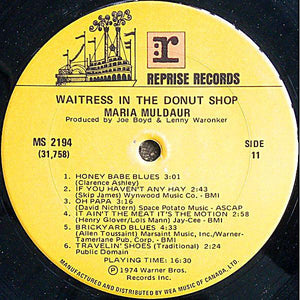 r
REPRISE RECORDS
WAITRESS IN THE DONUT SHOP
MARIA MULDAUR
Produced by Joe Boyd & Lenny Waronker
MS 2194
(31,758)
SIDE
11
1. HONEY BABE BLUES 3:01
(Clarence Ashley)
2. IF YOU HAVEN'T ANY HAY 2:43
(Skip James) Wynwood Music Co. - BMI
3. OH PAPA 3:16
(David Nichtern) Space Potato Music - ASCAP
4. IT AIN'T THE MEAT IT'S THE MOTION 2:58
(Henry Glover/Lois Mann) Jay-Cee - BMI
5. BRICKYARD BLUES 4:33
(Allen Toussaint) Marsaint Music, Inc./Warner-
Tamerlane Pub. Corp. - BMI
6. TRAVELIN' SHOES (Traditional) 2:24
Public Domain
PLAYING TIME: 16:30
℗ 1974 Warner Bros.
Records Inc.
MANUFACTURED AND DISTRIBUTED BY WEA MUSIC OF CANADA, LTD.